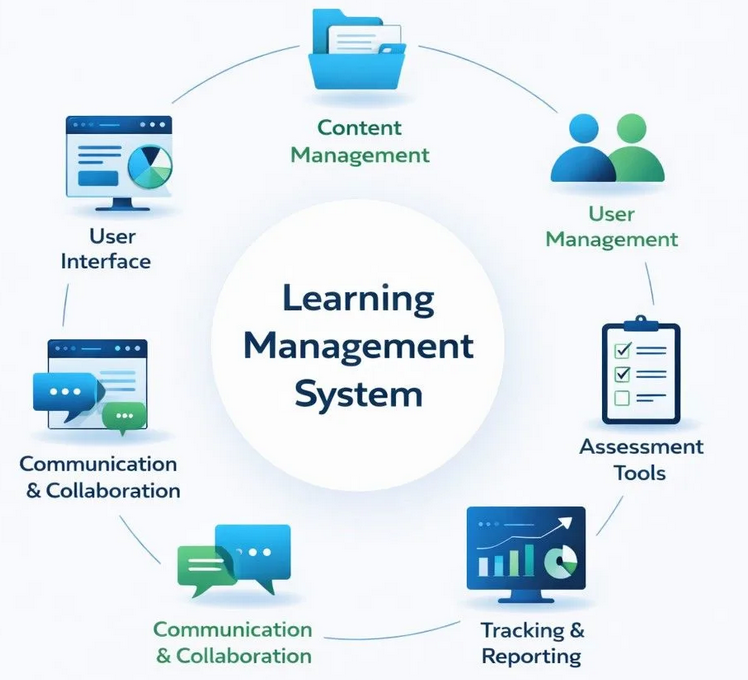 Content
Management
User
Management
Assessment
Tools
Tracking &
Reporting
Communication
& Collaboration
Communication
& Collaboration
User
Interface
Learning
Management
System